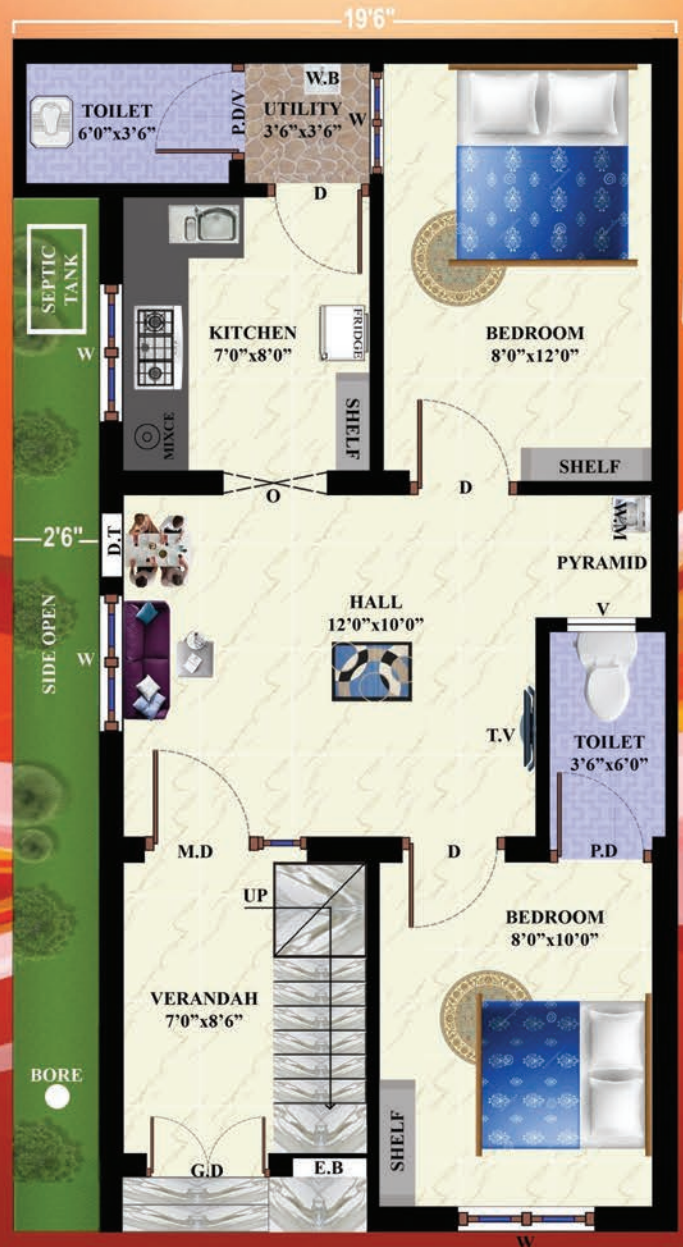 19'6"
TOILET
6'0"x3'6"
P.D/V
W.B
UTILITY
3'6"x3'6"
W
D
SEPTIC
TANK
W
KITCHEN
7'0"x8'0"
FRIDGE
MIXCE
SHELF
BEDROOM
8'0"x12'0"
SHELF
O
D
2'6"
D.T
W.M
PYRAMID
V
HALL
12'0"x10'0"
SIDE OPEN
W
T.V
TOILET
3'6"x6'0"
M.D
D
P.D
UP
BEDROOM
8'0"x10'0"
VERANDAH
7'0"x8'6"
BORE
SHELF
G.D
E.B
W